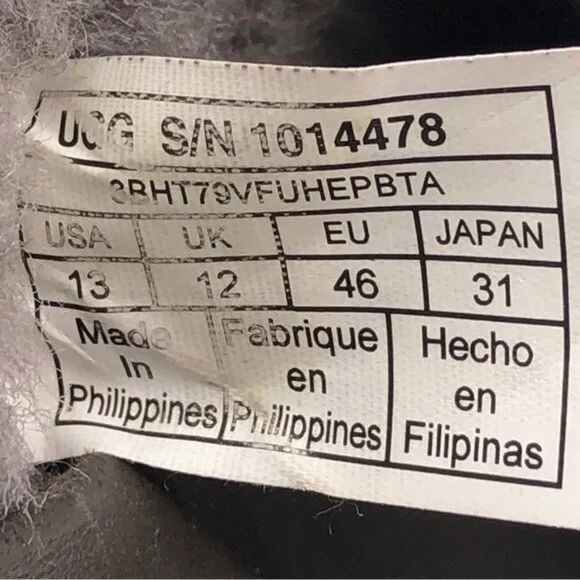 UGG S/N 1014478
3BHT79VFUHEPBTA
USA UK EU JAPAN
13 12 46 31
Made In Philippines
Fabrique en Philippines
Hecho en Filipinas